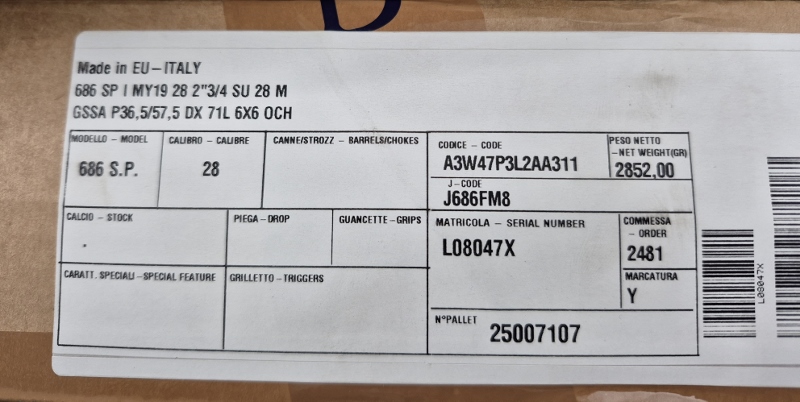 Made in EU-ITALY
686 SP I MY19 28 2"3/4 SU 28 M
GSSA P36,5/57,5 DX 71L 6X6 OCH
MODELLO - MODEL
686 S.P.
CALIBRO - CALIBRE
28
CANNE/STROZZ - BARRELS/CHOKES
CODICE - CODE
A3W47P3L2AA311
PESO NETTO
-NET WEIGHT(GR)
2852,00
J-CODE
J686FM8
CALCIO - STOCK
PIEGA-DROP
GUANCETTE-GRIPS
MATRICOLA - SERIAL NUMBER
L08047X
COMMESSA
- ORDER
2481
MARCATURA
Y
CARATT. SPECIALI-SPECIAL FEATURE
GRILLETTO-TRIGGERS
N°PALLET
25007107
L08047X